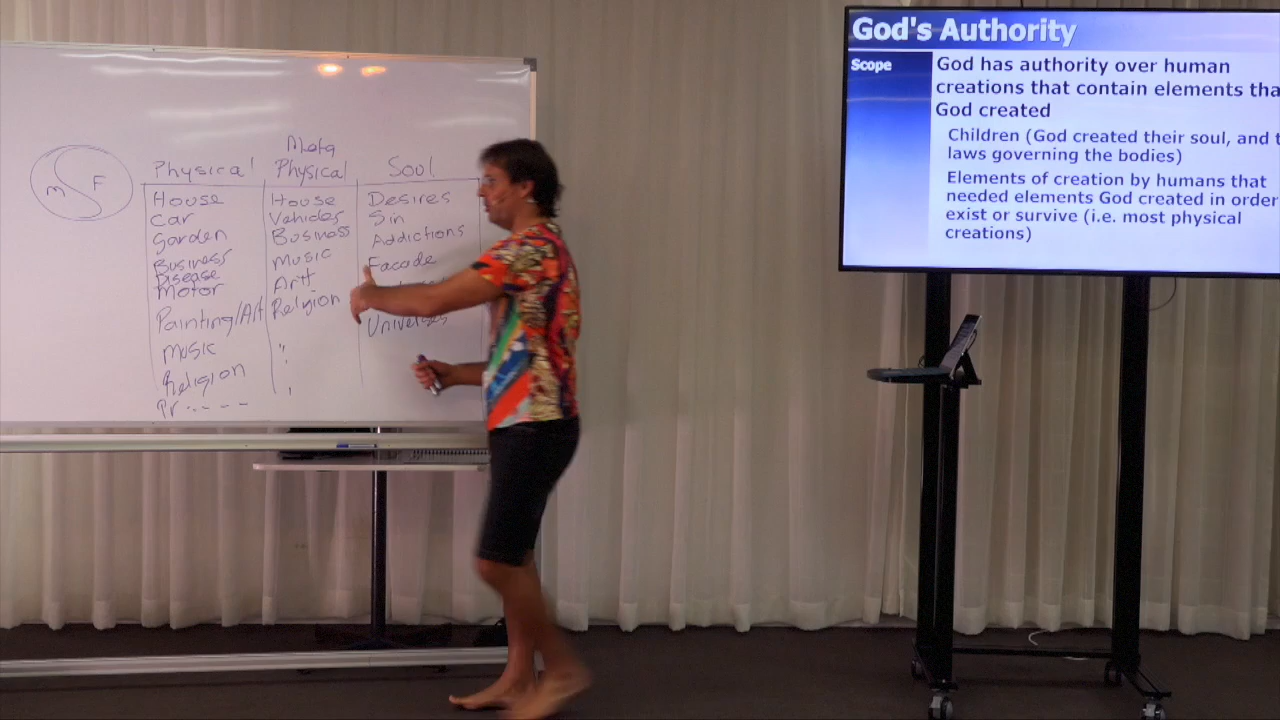 M F
Physical
House
Car
Garden
Business
Disease
Motor
Painting/Art
Music
Religion
Pr.----
Meta
Physical
House
Vehicles
Business
Music
Art
Religion
"
"
Soul
Desires
Sin
Addictions
Facade
Universes
God's Authority
Scope
God has authority over human
creations that contain elements tha
God created
Children (God created their soul, and t
laws governing the bodies)
Elements of creation by humans that
needed elements God created in order
exist or survive (i.e. most physical
creations)